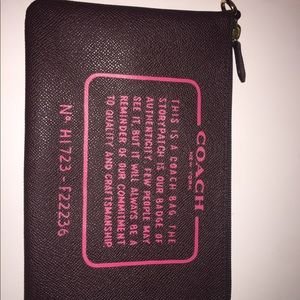 COACH
NEW YORK
THIS IS A COACH BAG. THE
STORYPATCH IS OUR BADGE OF
AUTHENTICITY. FEW PEOPLE MAY
SEE IT, BUT IT WILL ALWAYS BE A
REMINDER OF OUR COMMITMENT
TO QUALITY AND CRAFTSMANSHIP.
Nº. H1723 - F22236